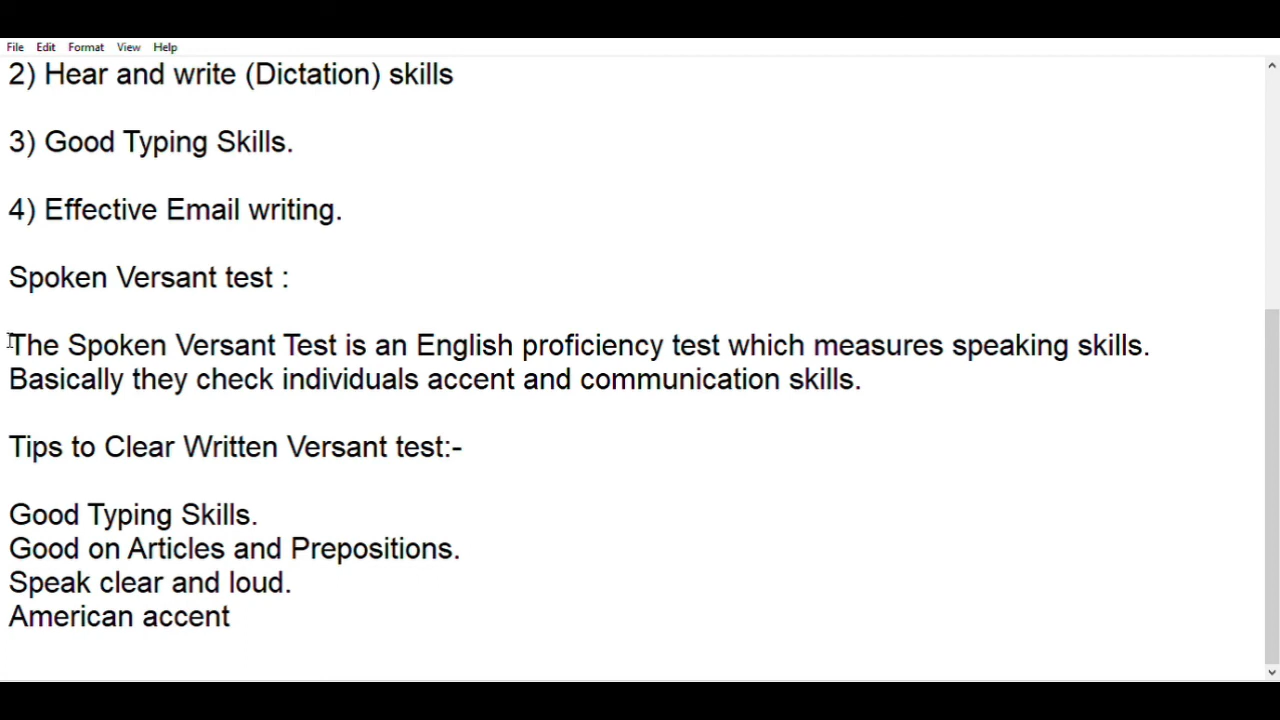 File Edit Format View Help
2) Hear and write (Dictation) skills
3) Good Typing Skills.
4) Effective Email writing.
Spoken Versant test :
The Spoken Versant Test is an English proficiency test which measures speaking skills.
Basically they check individuals accent and communication skills.
Tips to Clear Written Versant test:-
Good Typing Skills.
Good on Articles and Prepositions.
Speak clear and loud.
American accent